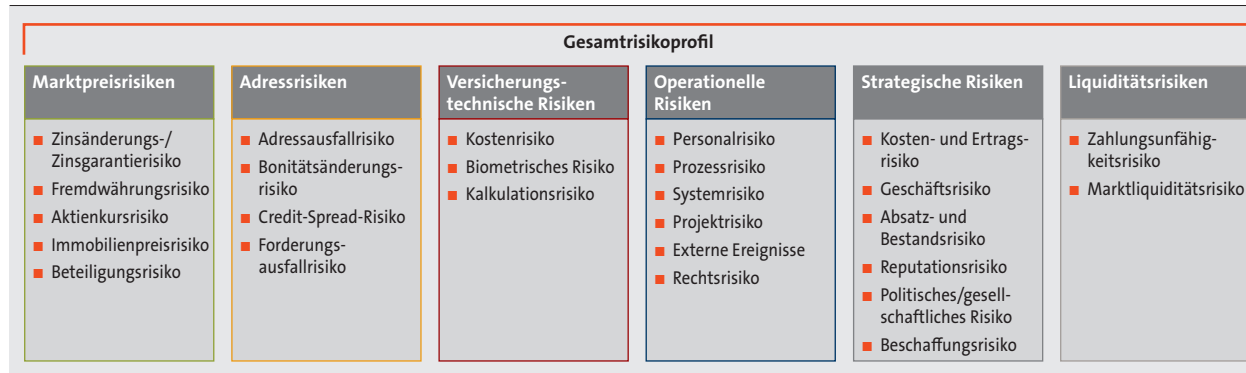 Gesamtrisikoprofil
Marktpreisrisiken
Zinsänderungs-/
Zinsgarantierisiko
Fremdwährungsrisiko
Aktienkursrisiko
Immobilienpreisrisiko
Beteiligungsrisiko
Adressrisiken
Adressausfallrisiko
Bonitätsänderungs-
risiko
Credit-Spread-Risiko
Forderungs-
ausfallrisiko
Versicherungs-
technische Risiken
Kostenrisiko
Biometrisches Risiko
Kalkulationsrisiko
Operationelle
Risiken
Personalrisiko
Prozessrisiko
Systemrisiko
Projektrisiko
Externe Ereignisse
Rechtsrisiko
Strategische Risiken
Kosten- und Ertrags-
risiko
Geschäftsrisiko
Absatz- und
Bestandsrisiko
Reputationsrisiko
Politisches/gesell-
schaftliches Risiko
Beschaffungsrisiko
Liquiditätsrisiken
Zahlungsunfähig-
keitsrisiko
Marktliquiditätsrisiko